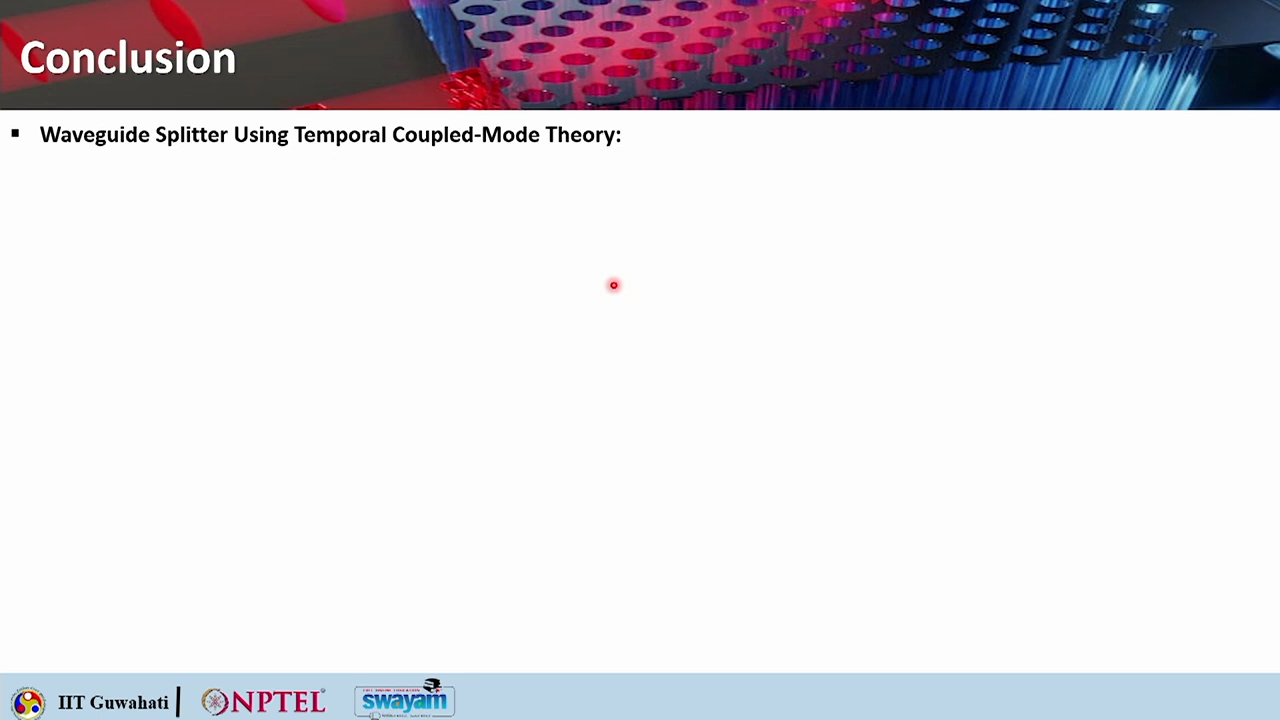 Conclusion
▪ Waveguide Splitter Using Temporal Coupled-Mode Theory:
IIT Guwahati
NPTEL
swayam